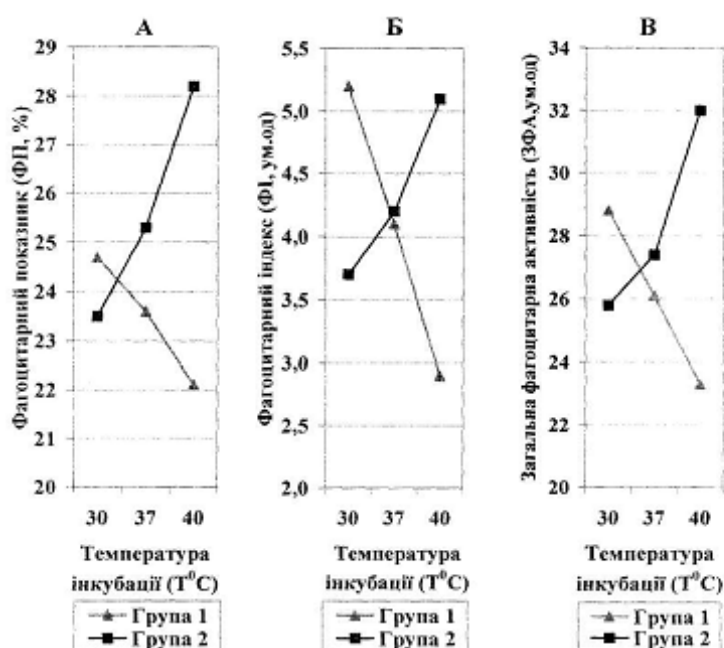 А
Фагоцитарний показник (ФП, %)
29
28
27
26
25
24
23
22
21
20
30 37 40
Температура
інкубації (Т⁰С)
Група 1
Група 2
Б
Фагоцитарний індекс (ФІ, ум.од)
5,5
5,0
4,5
4,0
3,5
3,0
2,5
2,0
30 37 40
Температура
інкубації (Т⁰С)
Група 1
Група 2
В
Загальна фагоцитарна активність (ЗФА,ум.од)
34
32
30
28
26
23
22
20
30 37 40
Температура
інкубації (Т⁰С)
Група 1
Група 2